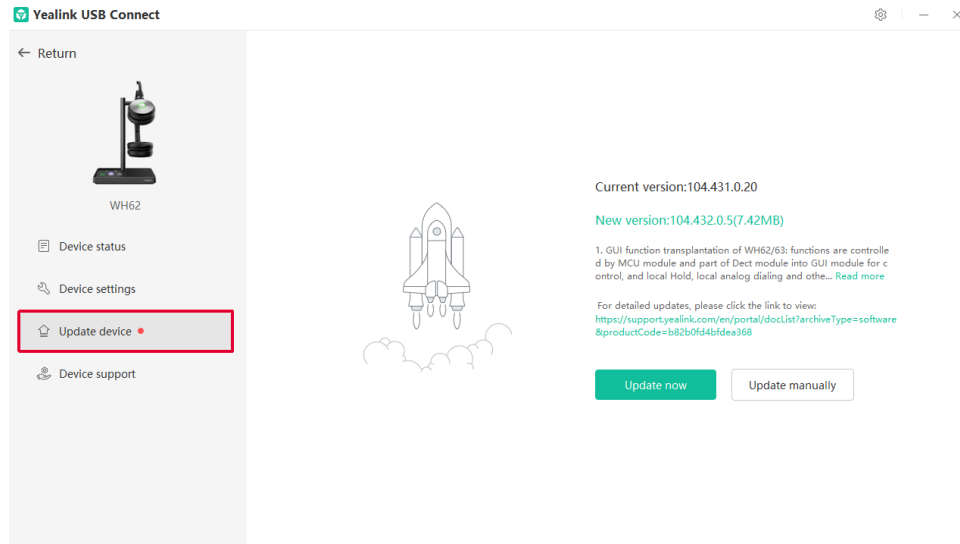 Yealink USB Connect
Return
WH62
Device status
Device settings
Update device
Device support
Current version:104.431.0.20
New version:104.432.0.5(7.42MB)
1. GUI function transplantation of WH62/63: functions are controlle
d by MCU module and part of Dect module into GUI module for c
ontrol, and local Hold, local analog dialing and othe... Read more
For detailed updates, please click the link to view:
https://support.yealink.com/en/portal/docList?archiveType=software
&productCode=b82b0fd4bfdea368
Update now
Update manually